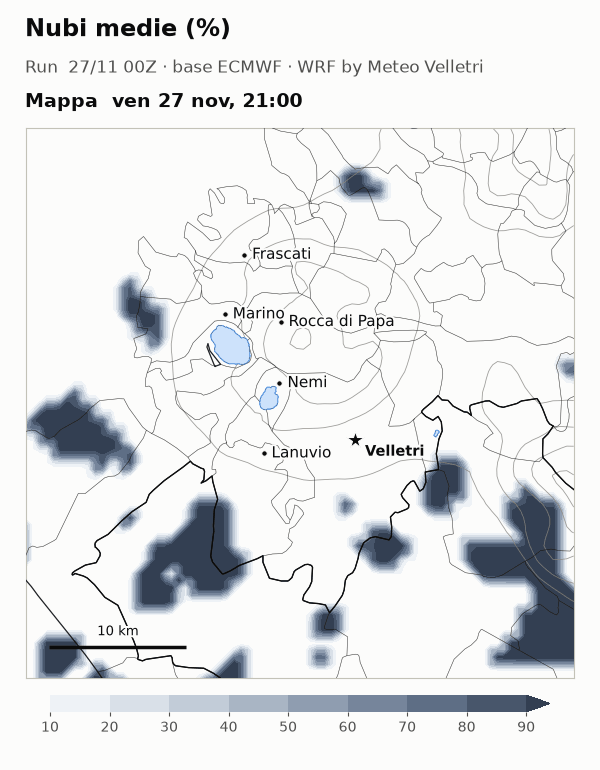 Nubi medie (%)
Run  27/11 00Z · base ECMWF · WRF by Meteo Velletri
Mappa  ven 27 nov, 21:00
Frascati
Marino
Rocca di Papa
Nemi
Velletri
Lanuvio
10 km
10 20 30 40 50 60 70 80 90